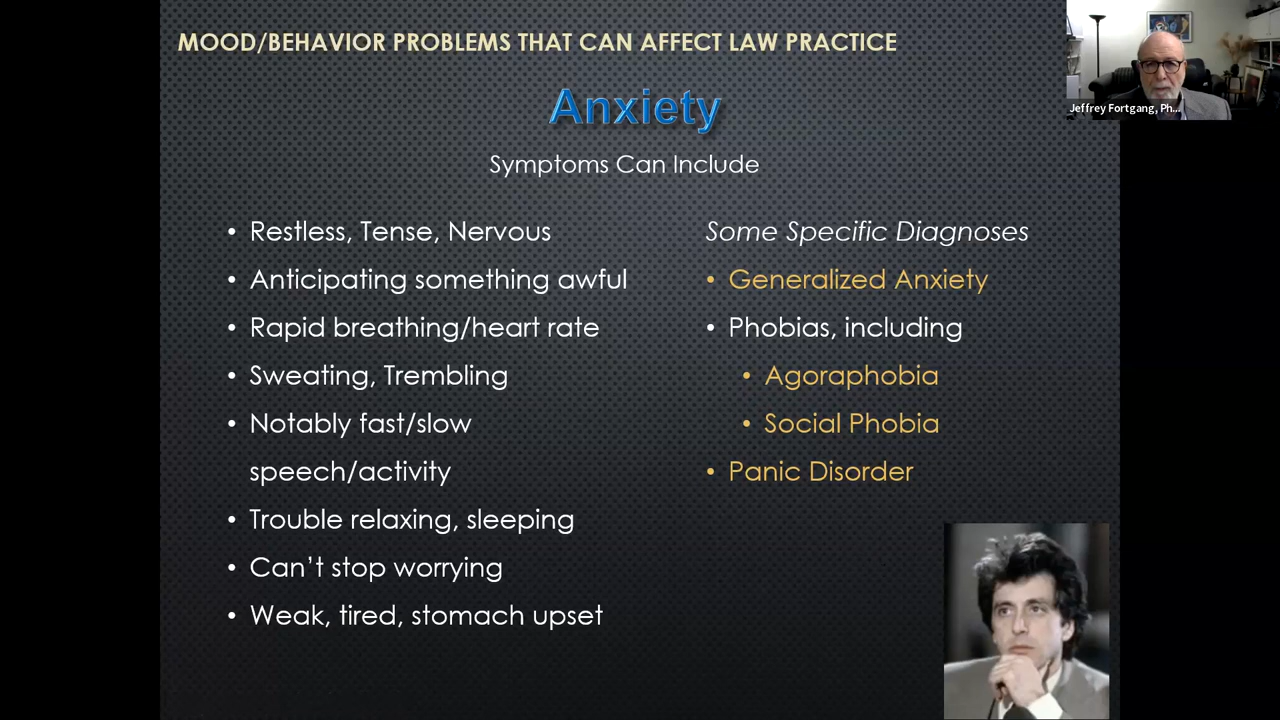 MOOD/BEHAVIOR PROBLEMS THAT CAN AFFECT LAW PRACTICE
Jeffrey Fortgang, Ph...
Anxiety
Symptoms Can Include
• Restless, Tense, Nervous
• Anticipating something awful
• Rapid breathing/heart rate
• Sweating, Trembling
• Notably fast/slow
speech/activity
• Trouble relaxing, sleeping
• Can’t stop worrying
• Weak, tired, stomach upset
Some Specific Diagnoses
• Generalized Anxiety
• Phobias, including
• Agoraphobia
• Social Phobia
• Panic Disorder